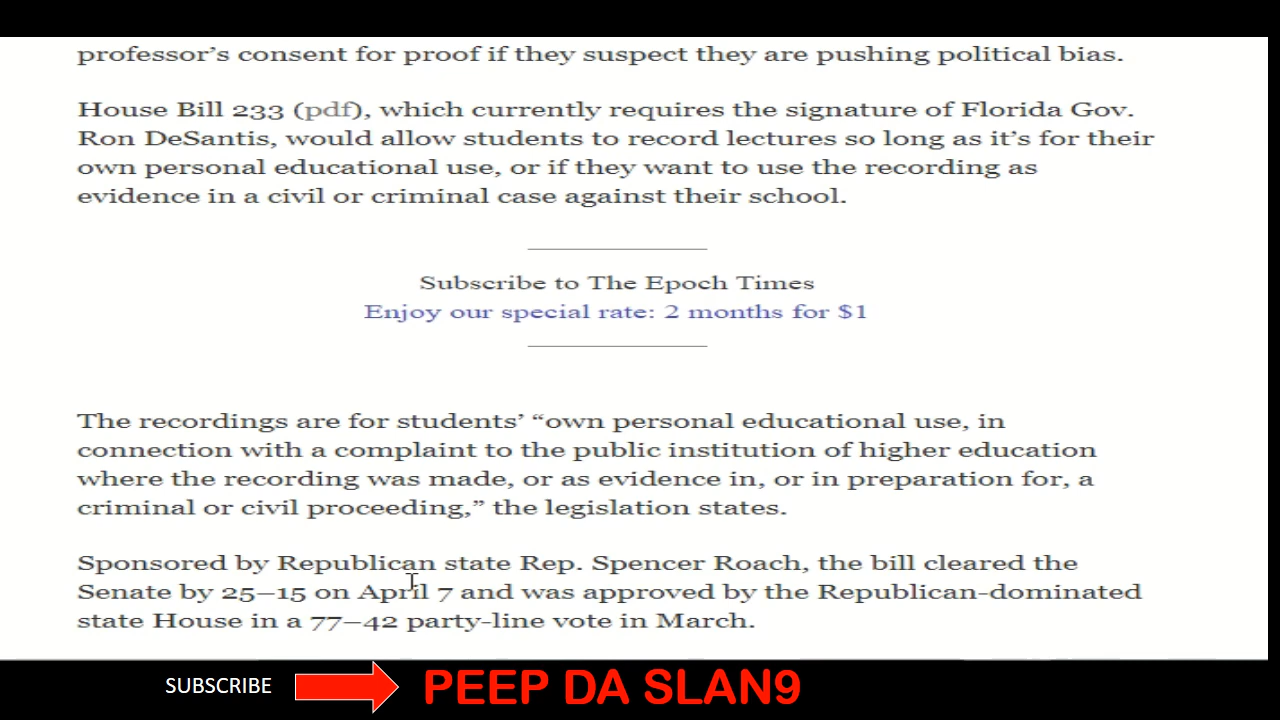 professor’s consent for proof if they suspect they are pushing political bias.
House Bill 233 (pdf), which currently requires the signature of Florida Gov.
Ron DeSantis, would allow students to record lectures so long as it’s for their
own personal educational use, or if they want to use the recording as
evidence in a civil or criminal case against their school.
Subscribe to The Epoch Times
Enjoy our special rate: 2 months for $1
The recordings are for students’ “own personal educational use, in
connection with a complaint to the public institution of higher education
where the recording was made, or as evidence in, or in preparation for, a
criminal or civil proceeding,” the legislation states.
Sponsored by Republican state Rep. Spencer Roach, the bill cleared the
Senate by 25–15 on April 7 and was approved by the Republican-dominated
state House in a 77–42 party-line vote in March.
SUBSCRIBE PEEP DA SLAN9